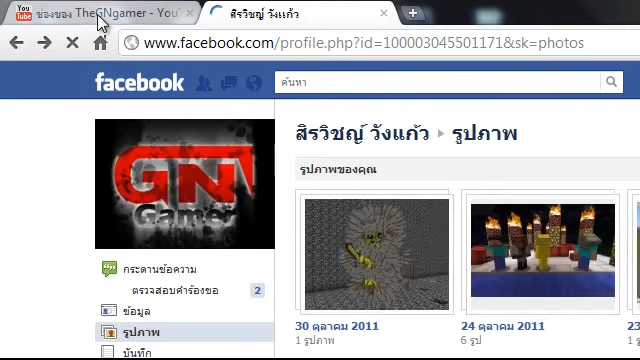 You Tube ช่องของ TheGNgamer - You
สิรวิชญ์ วังแก้ว
www.facebook.com/profile.php?id=100003045501171&sk=photos
facebook
ค้นหา
สิรวิชญ์ วังแก้ว ▸ รูปภาพ
รูปภาพของคุณ
GN
Gamer
กระดานข้อความ
ตรวจสอบคำร้องขอ 2
ข้อมูล
รูปภาพ
บันทึก
30 ตุลาคม 2011
1 รูปภาพ
24 ตุลาคม 2011
6 รูป
23